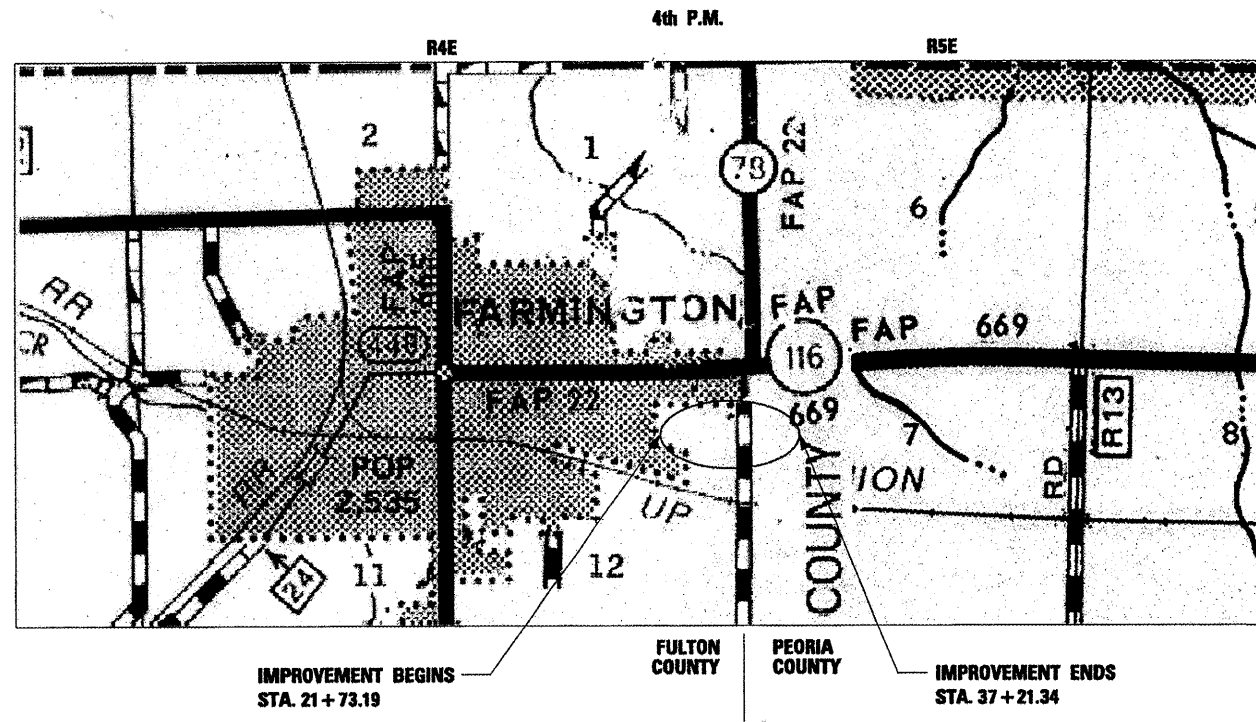 4th P.M.
R4E
R5E
2
1
78
FAP 22
6
FAP
RR
CR
FARMINGTON
FAP
116
FAP
669
FAP 22
669
R13
7
8
POP
2,535
UP
COUNTY
RD
11
24
12
FULTON
COUNTY
PEORIA
COUNTY
IMPROVEMENT BEGINS
STA. 21+73.19
IMPROVEMENT ENDS
STA. 37+21.34